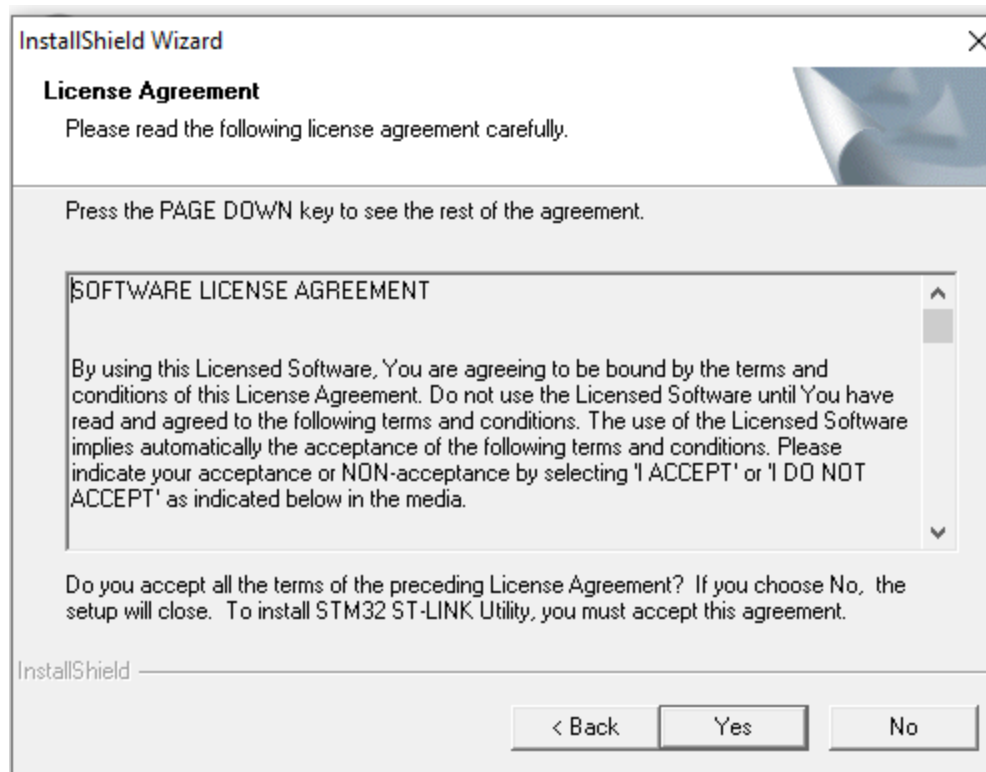 InstallShield Wizard
License Agreement
Please read the following license agreement carefully.
Press the PAGE DOWN key to see the rest of the agreement.
SOFTWARE LICENSE AGREEMENT
By using this Licensed Software, You are agreeing to be bound by the terms and
conditions of this License Agreement. Do not use the Licensed Software until You have
read and agreed to the following terms and conditions. The use of the Licensed Software
implies automatically the acceptance of the following terms and conditions. Please
indicate your acceptance or NON-acceptance by selecting 'I ACCEPT' or 'I DO NOT
ACCEPT' as indicated below in the media.
Do you accept all the terms of the preceding License Agreement?  If you choose No,  the
setup will close.  To install STM32 ST-LINK Utility, you must accept this agreement.
InstallShield
< Back Yes No